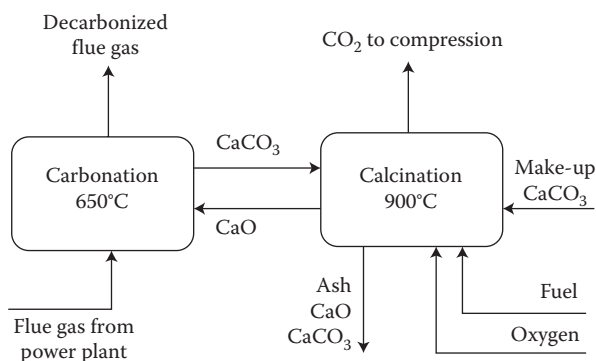 Decarbonized
flue gas
CO₂ to compression
CaCO₃
Carbonation
650°C
Calcination
900°C
Make-up
CaCO₃
CaO
Ash
CaO
CaCO₃
Fuel
Oxygen
Flue gas from
power plant